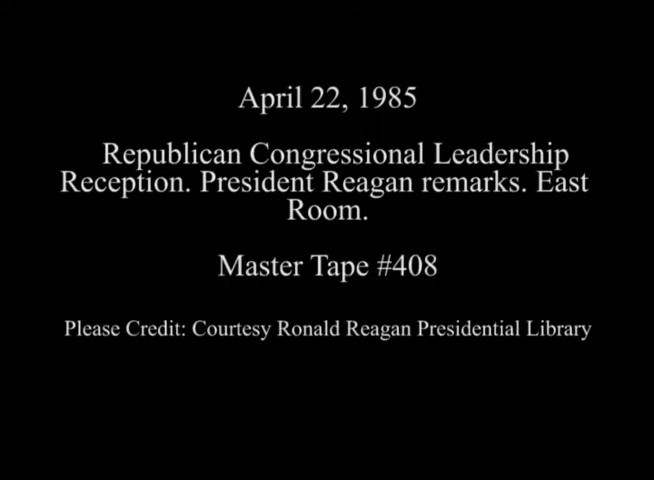 April 22, 1985
Republican Congressional Leadership
Reception. President Reagan remarks. East
Room.
Master Tape #408
Please Credit: Courtesy Ronald Reagan Presidential Library